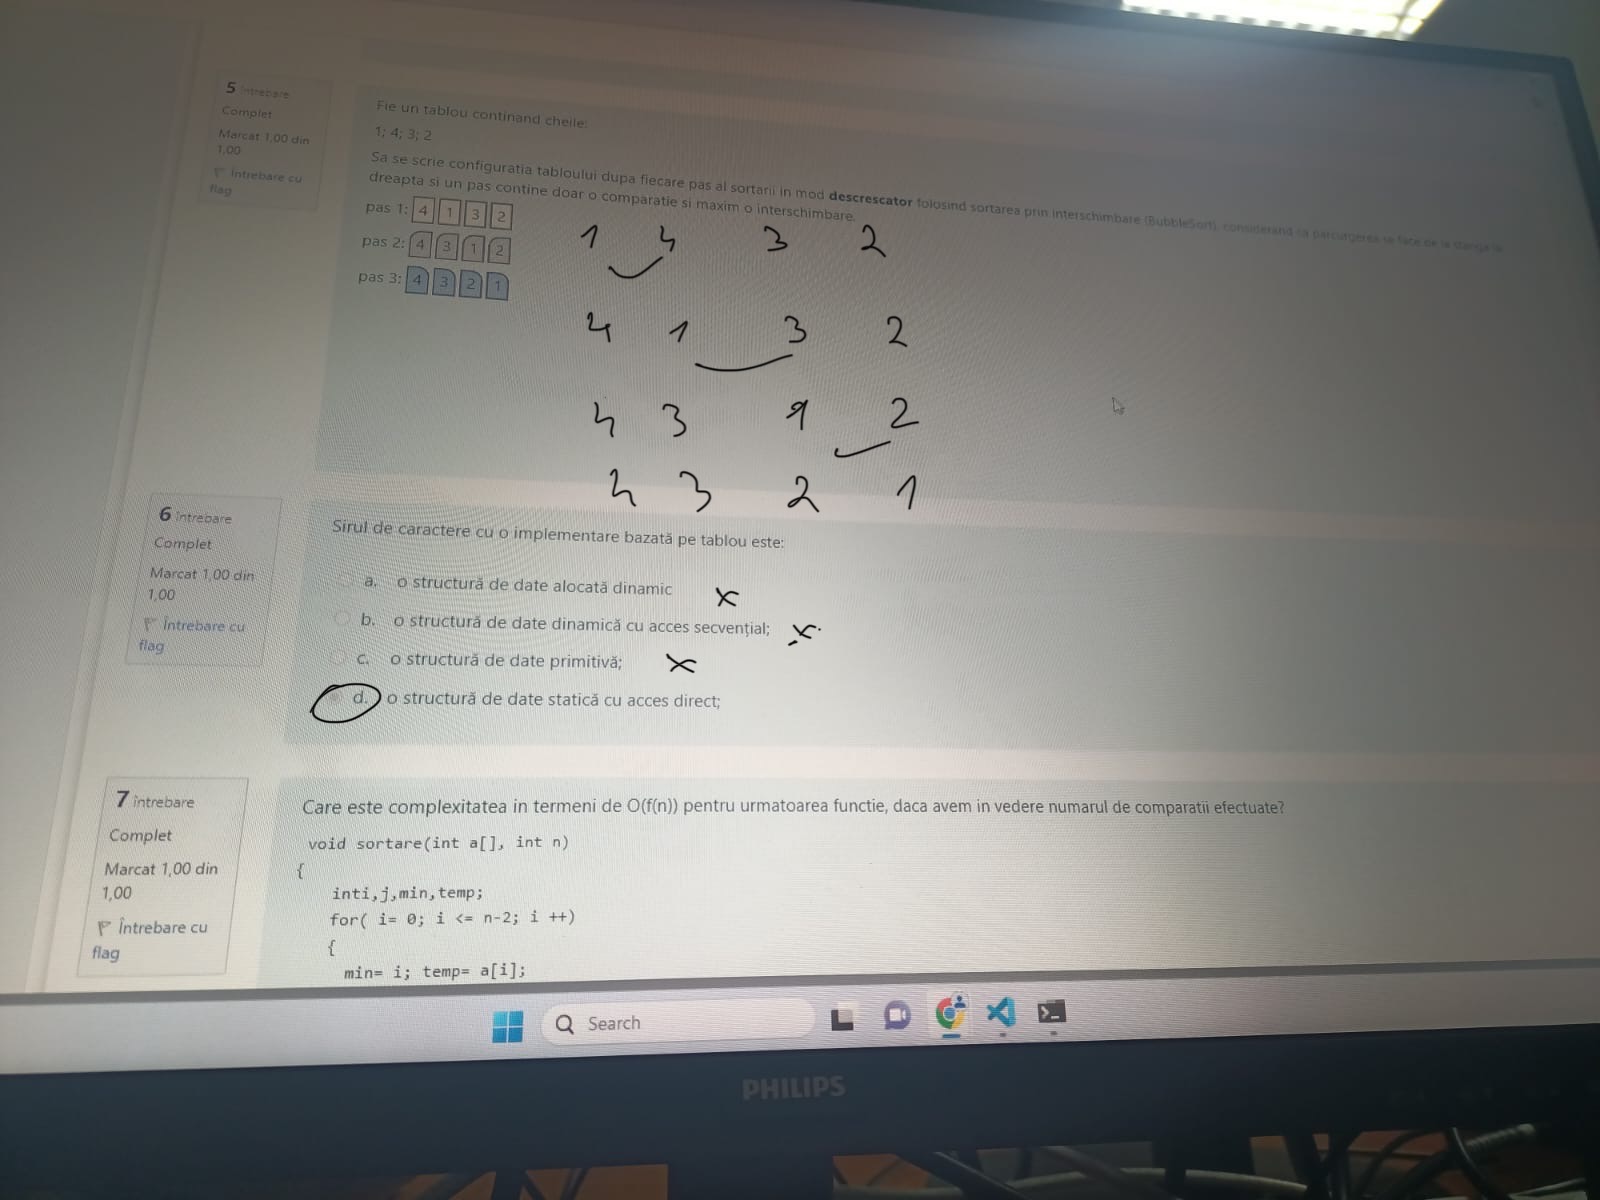 5 întrebare
Complet
Marcat 1,00 din
1,00
Întrebare cu
flag
Fie un tablou continand cheile:
1; 4; 3; 2
Sa se scrie configuratia tabloului dupa fiecare pas al sortarii in mod descrescator folosind sortarea prin interschimbare (BubbleSort), considerand ca parcurgerea se face de la stanga la
dreapta si un pas contine doar o comparatie si maxim o interschimbare.
pas 1: 4 1 3 2
pas 2: 4 3 1 2
pas 3: 4 3 2 1
1 4 3 2
4 1 3 2
4 3 1 2
4 3 2 1
6 întrebare
Complet
Marcat 1,00 din
1,00
Întrebare cu
flag
Sirul de caractere cu o implementare bazată pe tablou este:
a. o structură de date alocată dinamic x
b. o structură de date dinamică cu acces secvențial; x
c. o structură de date primitivă; x
d. o structură de date statică cu acces direct;
7 întrebare
Complet
Marcat 1,00 din
1,00
Întrebare cu
flag
Care este complexitatea in termeni de O(f(n)) pentru urmatoarea functie, daca avem in vedere numarul de comparatii efectuate?
void sortare(int a[], int n)
{
inti,j,min,temp;
for( i= 0; i <= n-2; i ++)
{
min= i; temp= a[i];
Search
PHILIPS